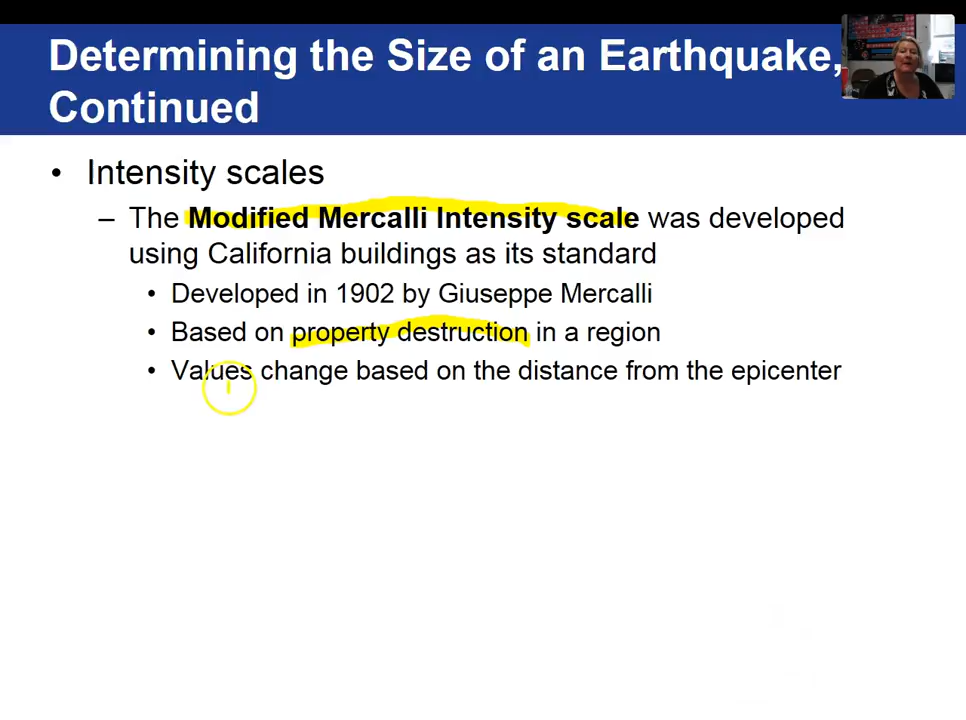 Determining the Size of an Earthquake,
Continued
• Intensity scales
– The Modified Mercalli Intensity scale was developed
using California buildings as its standard
• Developed in 1902 by Giuseppe Mercalli
• Based on property destruction in a region
• Values change based on the distance from the epicenter